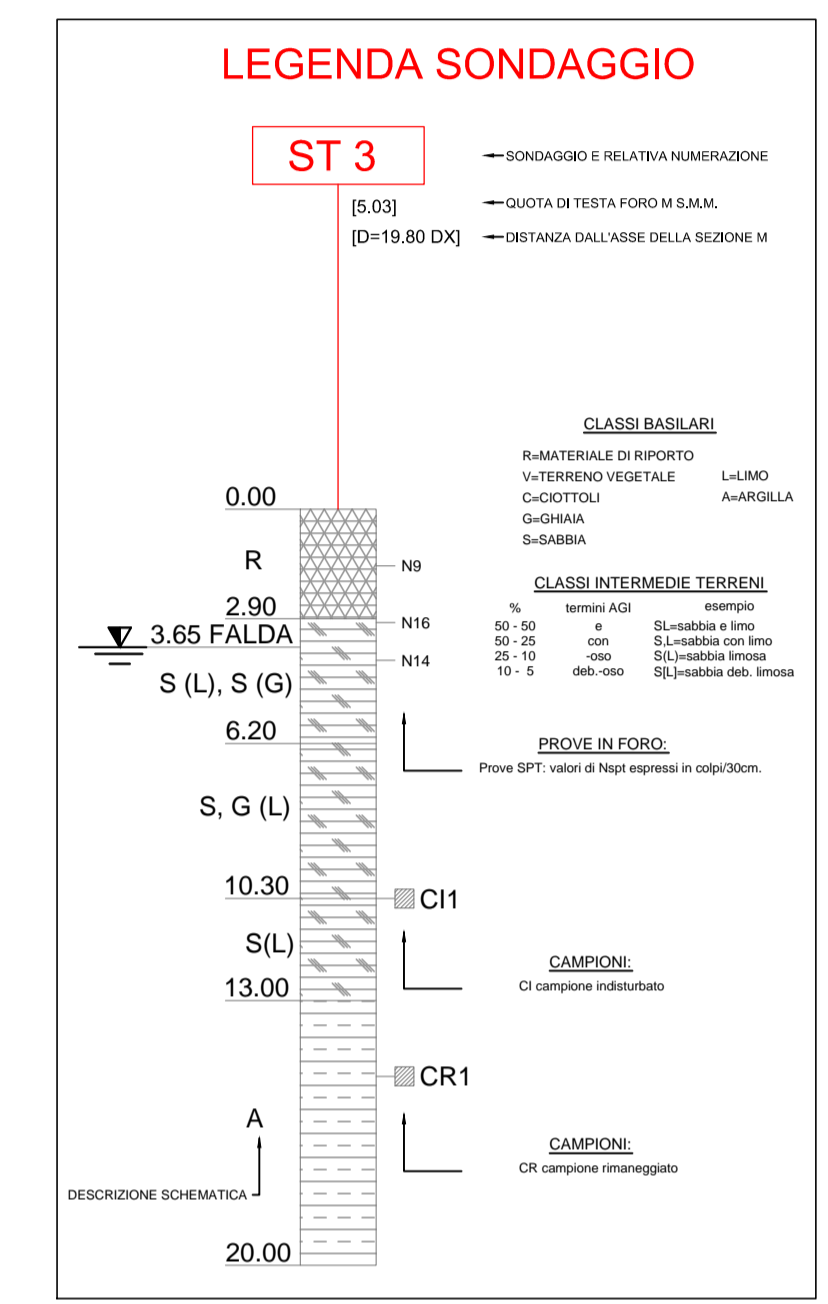 LEGENDA SONDAGGIO
ST 3
SONDAGGIO E RELATIVA NUMERAZIONE
[5.03]
QUOTA DI TESTA FORO M S.M.M.
[D=19.80 DX]
DISTANZA DALL'ASSE DELLA SEZIONE M
CLASSI BASILARI
R=MATERIALE DI RIPORTO
V=TERRENO VEGETALE L=LIMO
C=CIOTTOLI A=ARGILLA
G=GHIAIA
S=SABBIA
0.00
R
N9
2.90
N16
3.65 FALDA
N14
S (L), S (G)
6.20
S, G (L)
10.30
CI1
S(L)
13.00
CR1
A
DESCRIZIONE SCHEMATICA
20.00
CLASSI INTERMEDIE TERRENI
% termini AGI esempio
50 - 50 e SL=sabbia e limo
50 - 25 con S,L=sabbia con limo
25 - 10 -oso S(L)=sabbia limosa
10 - 5 deb.-oso S[L]=sabbia deb. limosa
PROVE IN FORO:
Prove SPT: valori di Nspt espressi in colpi/30cm.
CAMPIONI:
CI campione indisturbato
CAMPIONI:
CR campione rimaneggiato